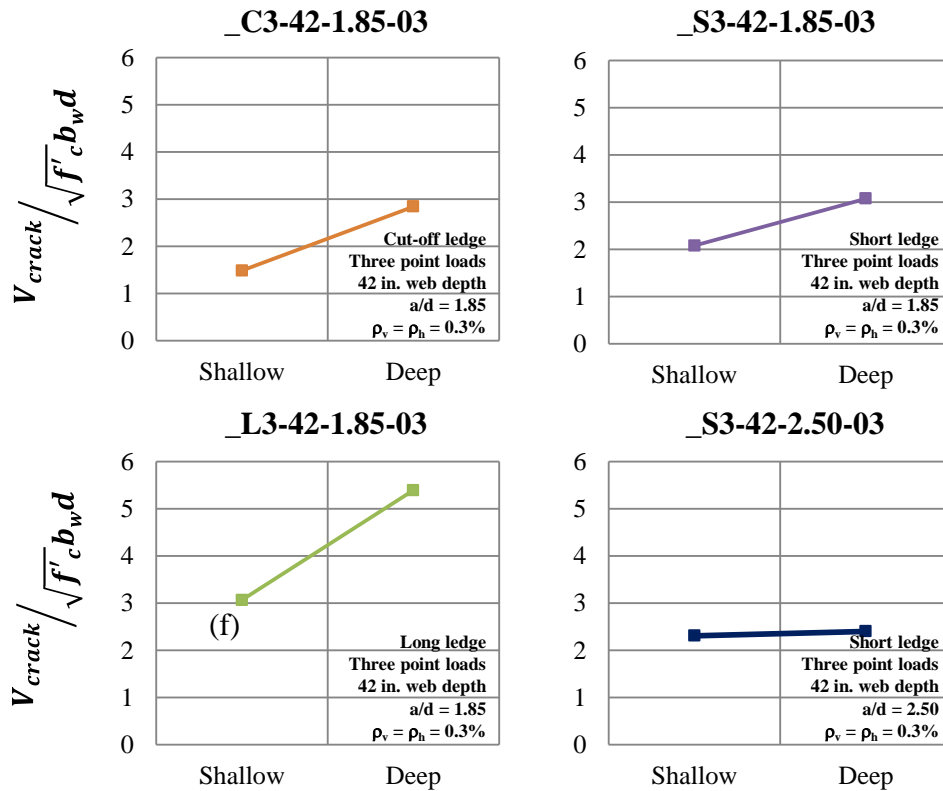 _C3-42-1.85-03
V_crack / √f'_c b_w d
6
5
4
3
2
1
0
Cut-off ledge
Three point loads
42 in. web depth
a/d = 1.85
ρ_v = ρ_h = 0.3%
Shallow Deep
_S3-42-1.85-03
6
5
4
3
2
1
0
Short ledge
Three point loads
42 in. web depth
a/d = 1.85
ρ_v = ρ_h = 0.3%
Shallow Deep
_L3-42-1.85-03
V_crack / √f'_c b_w d
6
5
4
3
2
1
0
(f)
Long ledge
Three point loads
42 in. web depth
a/d = 1.85
ρ_v = ρ_h = 0.3%
Shallow Deep
_S3-42-2.50-03
6
5
4
3
2
1
0
Short ledge
Three point loads
42 in. web depth
a/d = 2.50
ρ_v = ρ_h = 0.3%
Shallow Deep